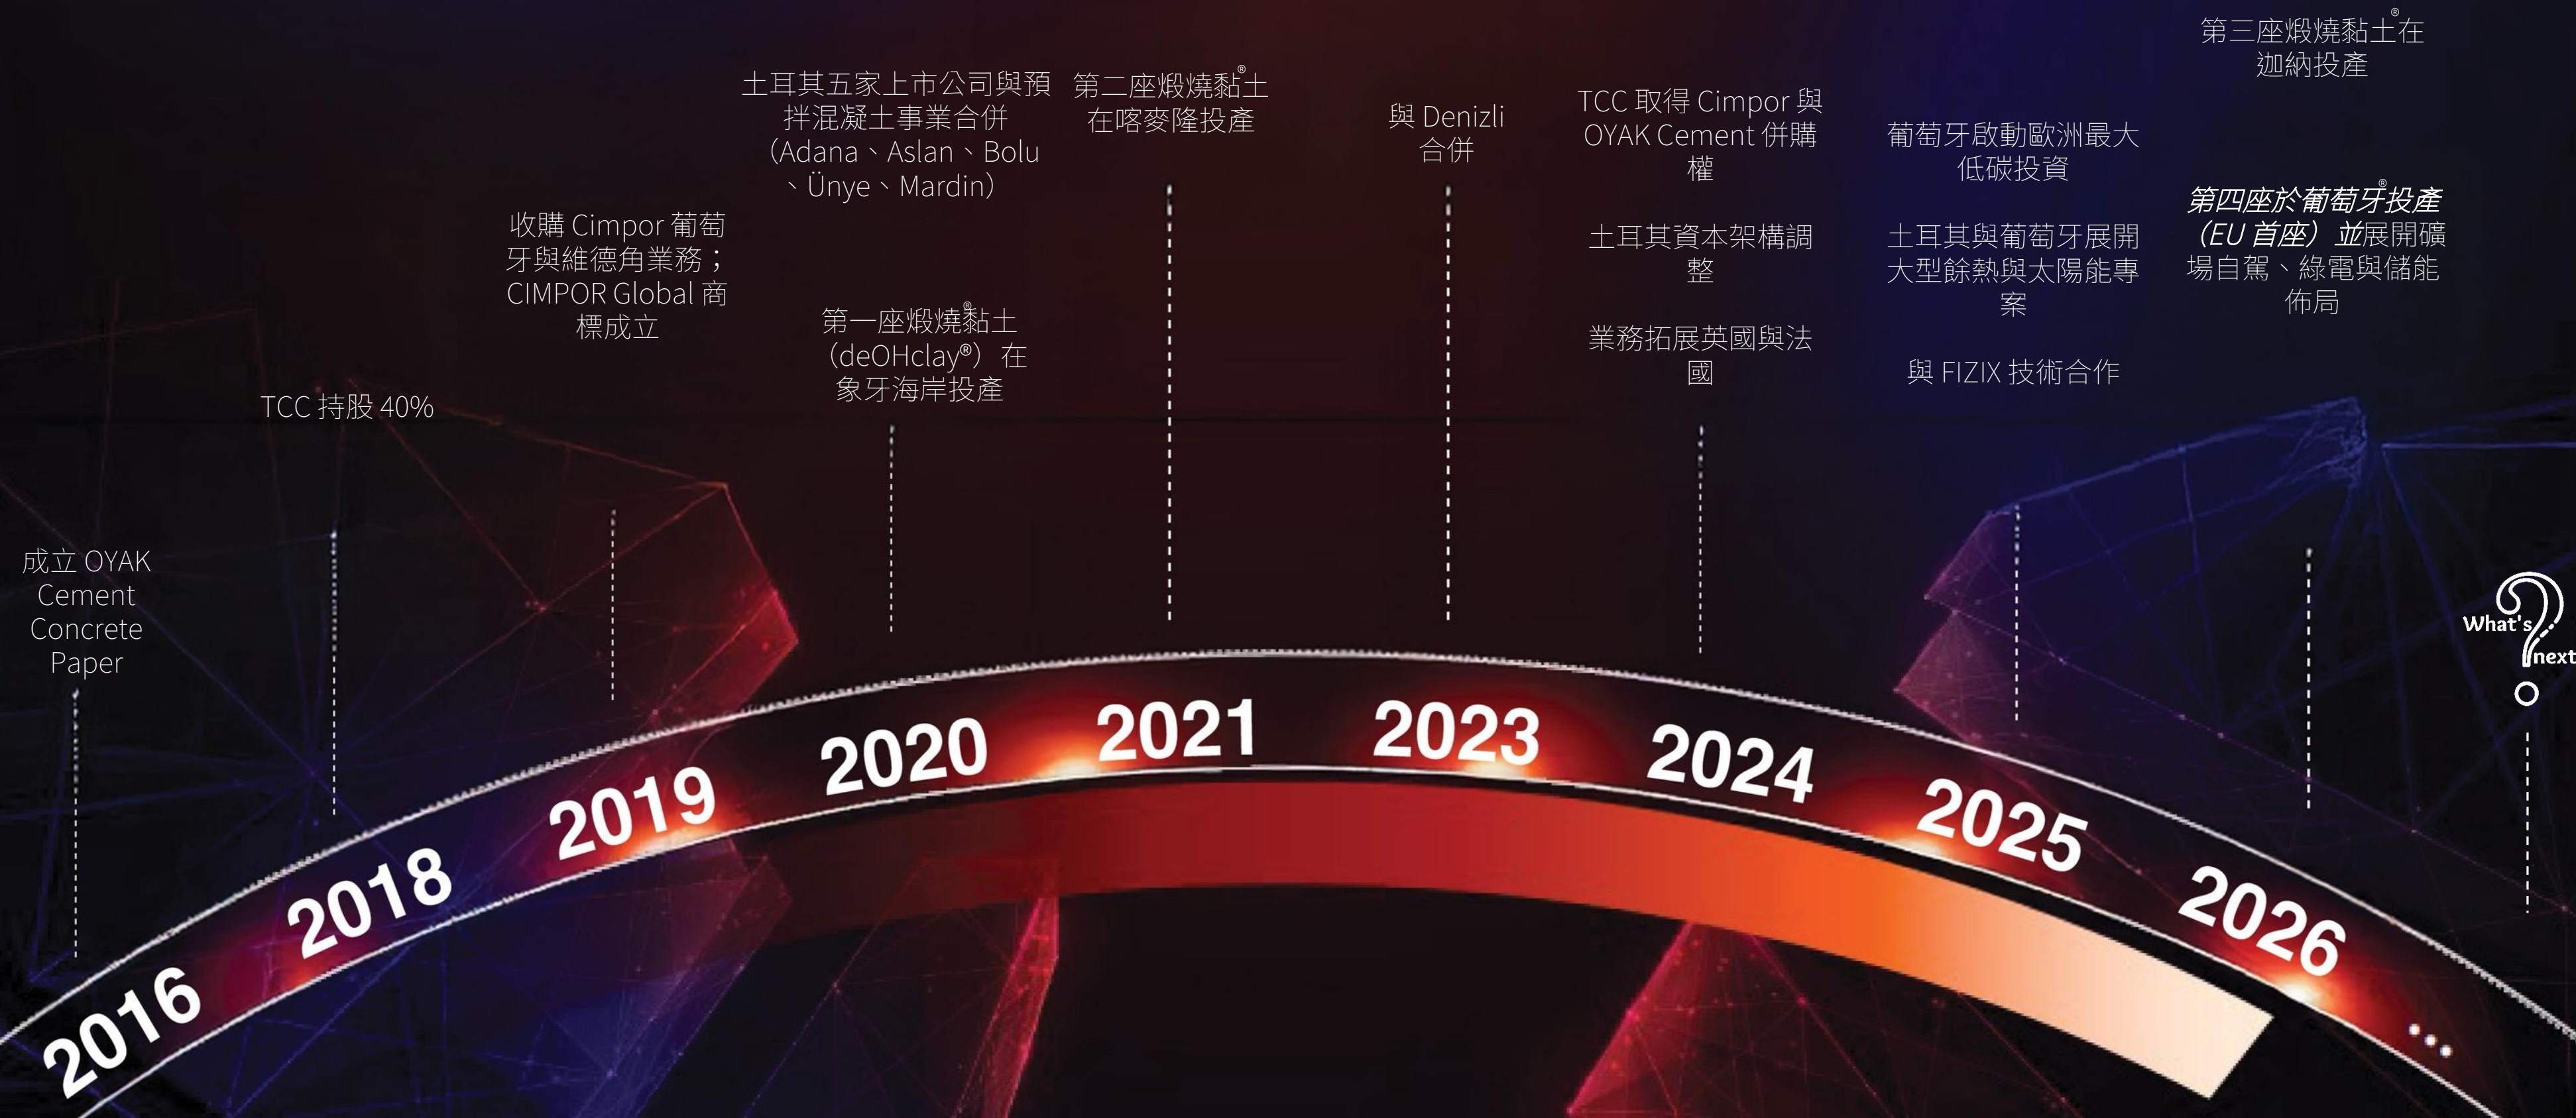 成立 OYAK
Cement
Concrete
Paper
TCC 持股 40%
收購 Cimpor 葡萄
牙與維德角業務；
CIMPOR Global 商
標成立
土耳其五家上市公司與預
拌混凝土事業合併
（Adana、Aslan、Bolu
、Ünye、Mardin）
第一座煅燒黏土®
（deOHclay®）在
象牙海岸投產
第二座煅燒黏土®
在喀麥隆投產
與 Denizli
合併
TCC 取得 Cimpor 與
OYAK Cement 併購
權
土耳其資本架構調
整
業務拓展英國與法
國
葡萄牙啟動歐洲最大
低碳投資
土耳其與葡萄牙展開
大型餘熱與太陽能專
案
與 FIZIX 技術合作
第三座煅燒黏土®在
迦納投產
第四座於葡萄牙®投產
（EU 首座）並展開礦
場自駕、綠電與儲能
佈局
What's
next
?
2016
2018
2019
2020
2021
2023
2024
2025
2026
...